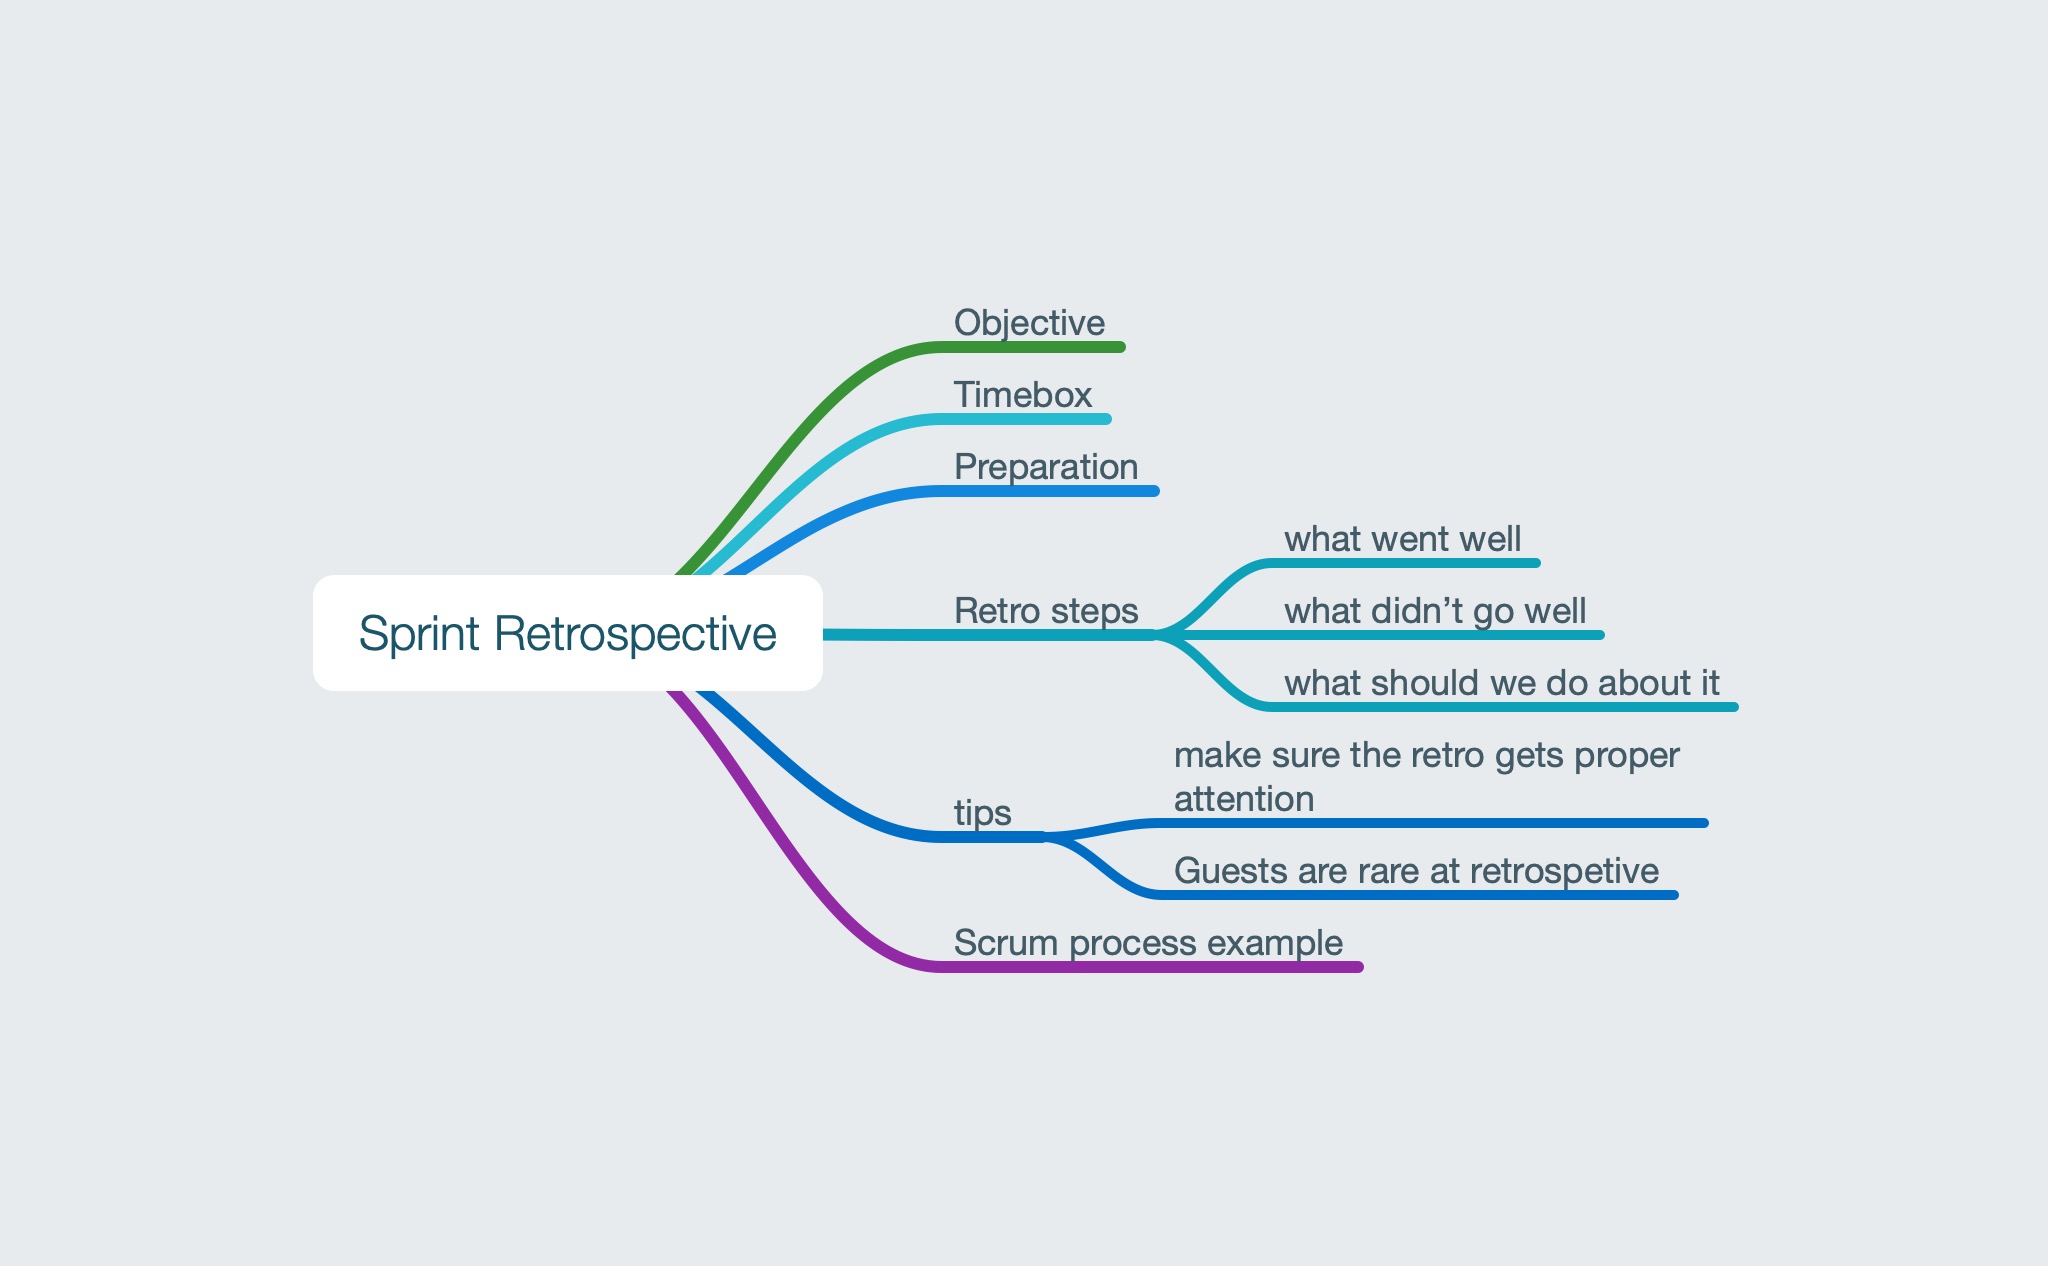 Objective
Timebox
Preparation
what went well
Retro steps
what didn’t go well
Sprint Retrospective
what should we do about it
make sure the retro gets proper
attention
tips
Guests are rare at retrospetive
Scrum process example